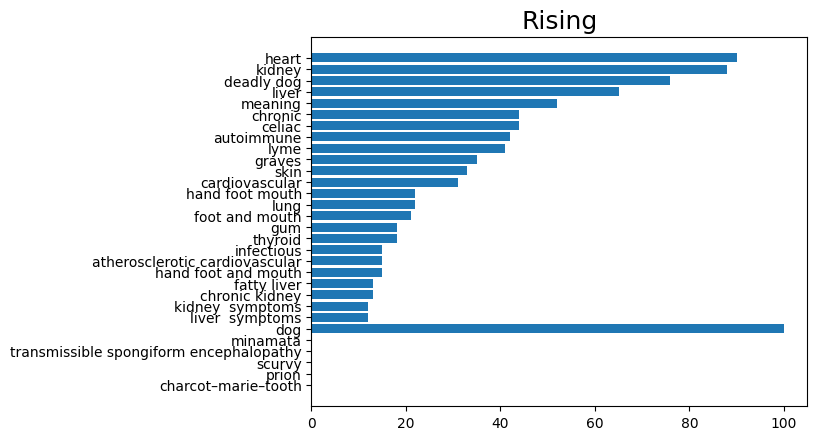 Rising
heart
kidney
deadly dog
liver
meaning
chronic
celiac
autoimmune
lyme
graves
skin
cardiovascular
hand foot mouth
lung
foot and mouth
gum
thyroid
infectious
atherosclerotic cardiovascular
hand foot and mouth
fatty liver
chronic kidney
kidney  symptoms
liver  symptoms
dog
minamata
transmissible spongiform encephalopathy
scurvy
prion
charcot–marie–tooth
0 20 40 60 80 100